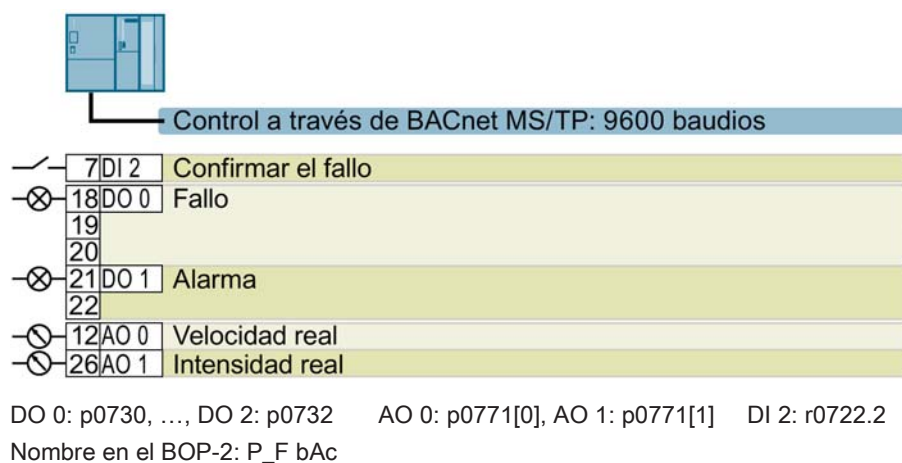 Control a través de BACnet MS/TP: 9600 baudios
7 DI 2 Confirmar el fallo
18 DO 0 Fallo
19
20
21 DO 1 Alarma
22
12 AO 0 Velocidad real
26 AO 1 Intensidad real
DO 0: p0730, …, DO 2: p0732 AO 0: p0771[0], AO 1: p0771[1] DI 2: r0722.2
Nombre en el BOP-2: P_F bAc